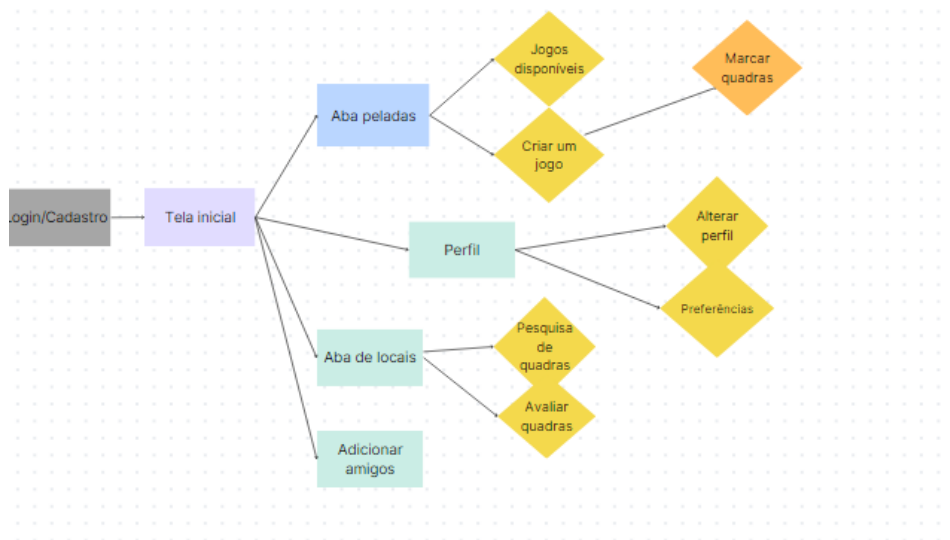 Jogos
disponíveis
Marcar
quadras
Aba peladas
Criar um
jogo
ogin/Cadastro
Tela inicial
Alterar
perfil
Perfil
Preferências
Pesquisa
de
quadras
Aba de locais
Avaliar
quadras
Adicionar
amigos